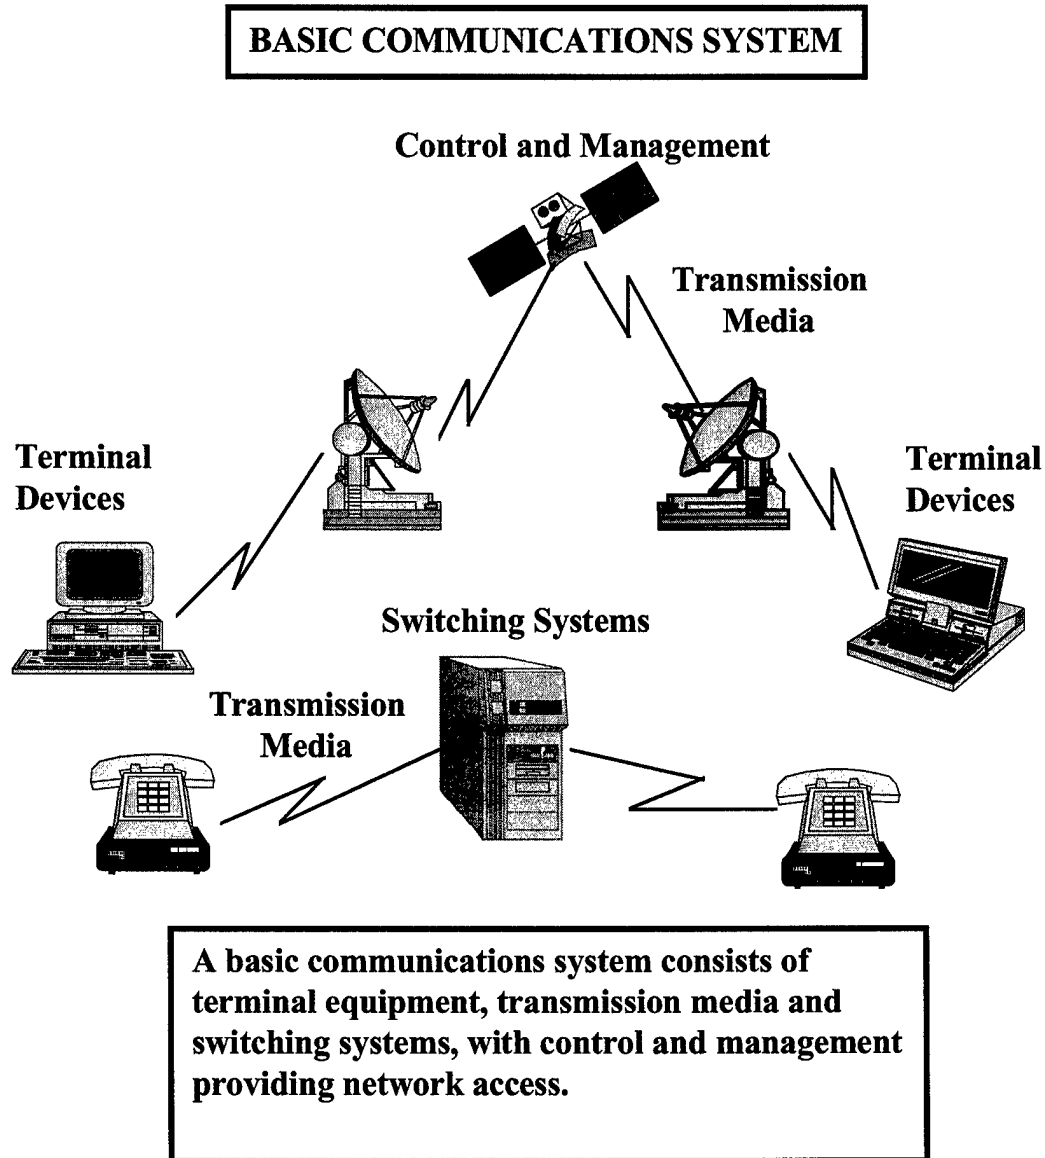 BASIC COMMUNICATIONS SYSTEM
Control and Management
Transmission
Media
Terminal
Devices
Terminal
Devices
Switching Systems
Transmission
Media
A basic communications system consists of
terminal equipment, transmission media and
switching systems, with control and management
providing network access.